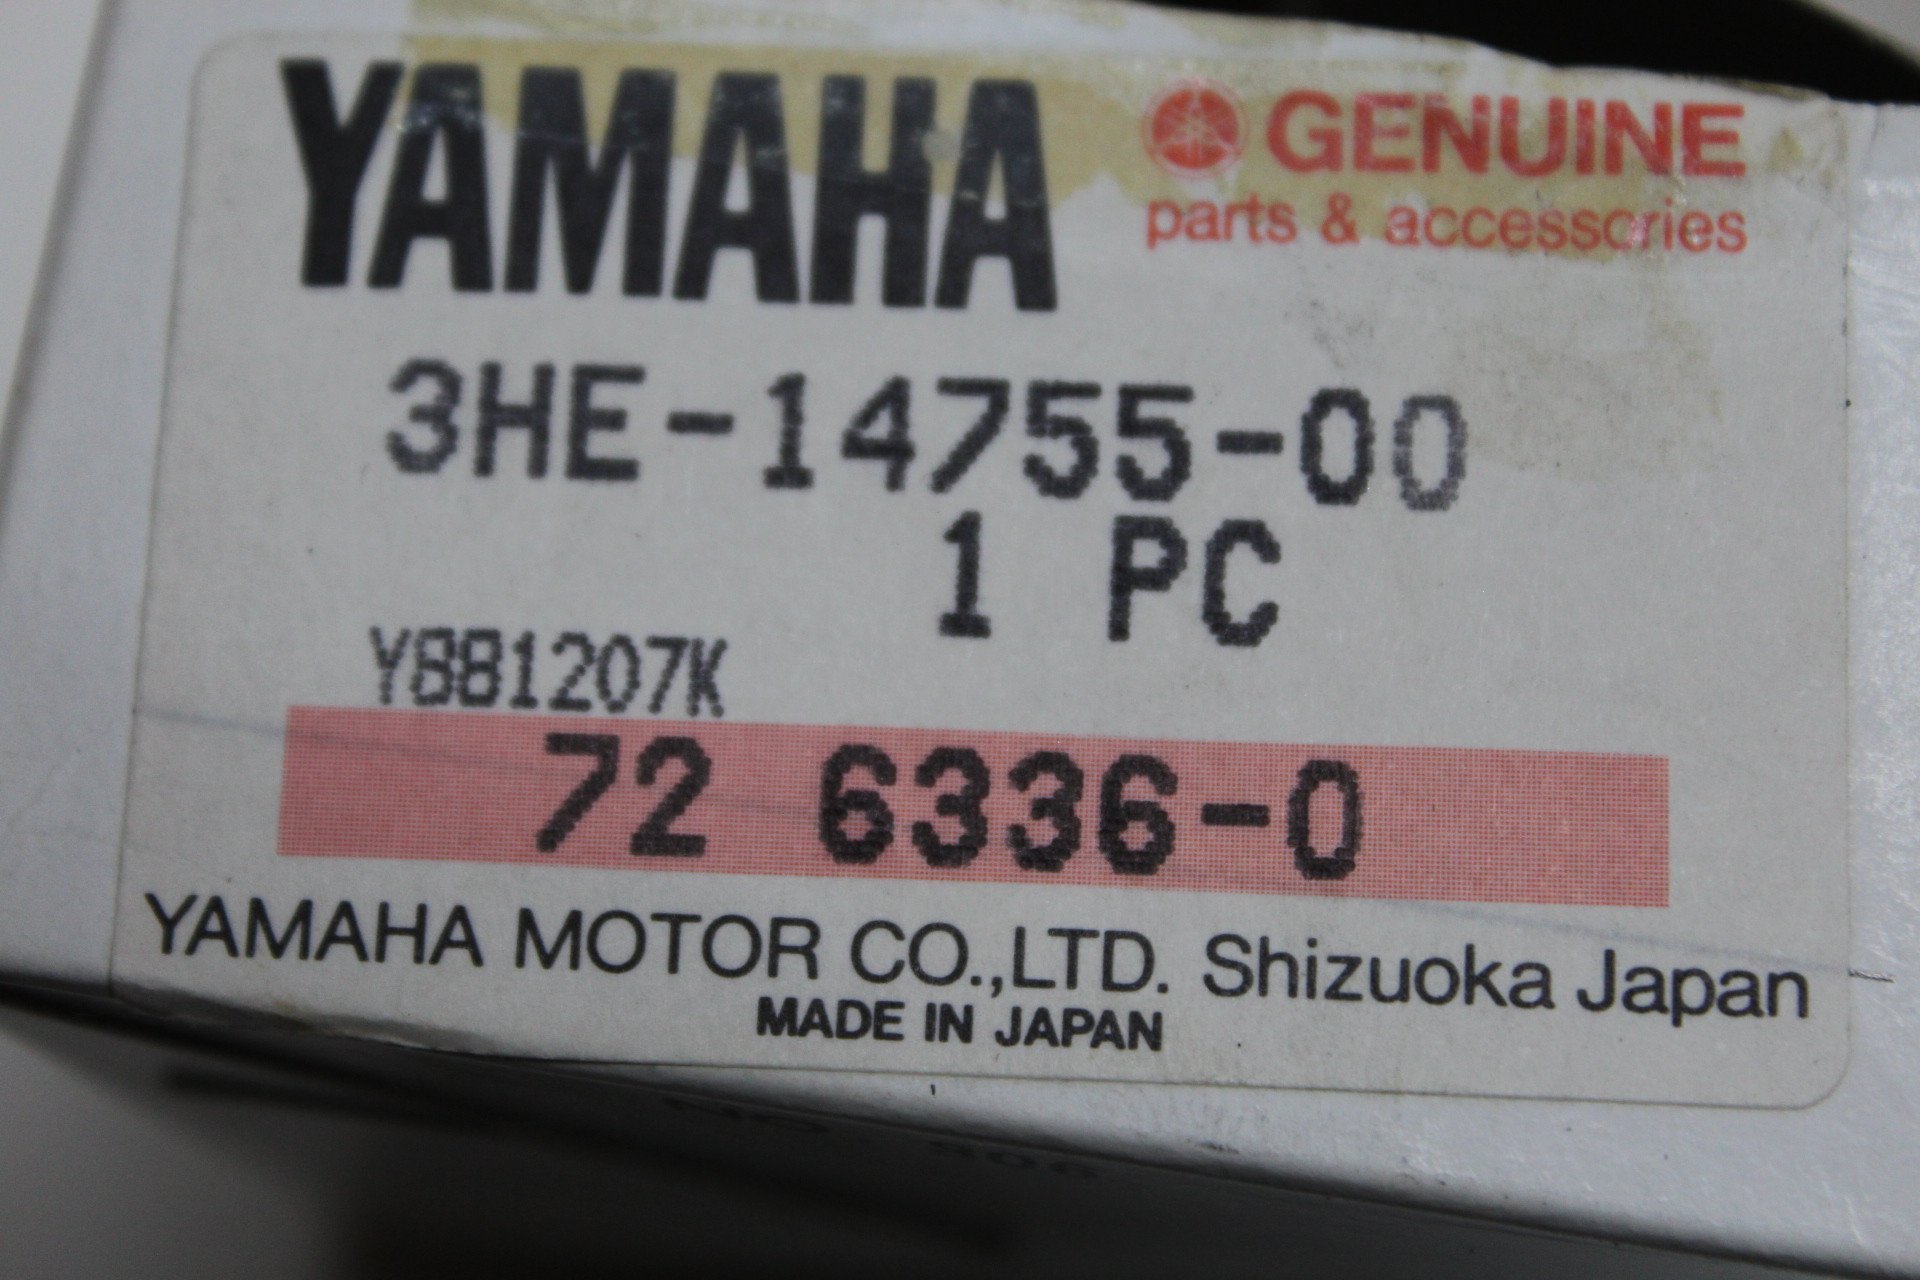 YAMAHA
GENUINE
parts & accessories
3HE-14755-00
1 PC
YBB1207K
72 6336-0
YAMAHA MOTOR CO.,LTD. Shizuoka Japan
MADE IN JAPAN